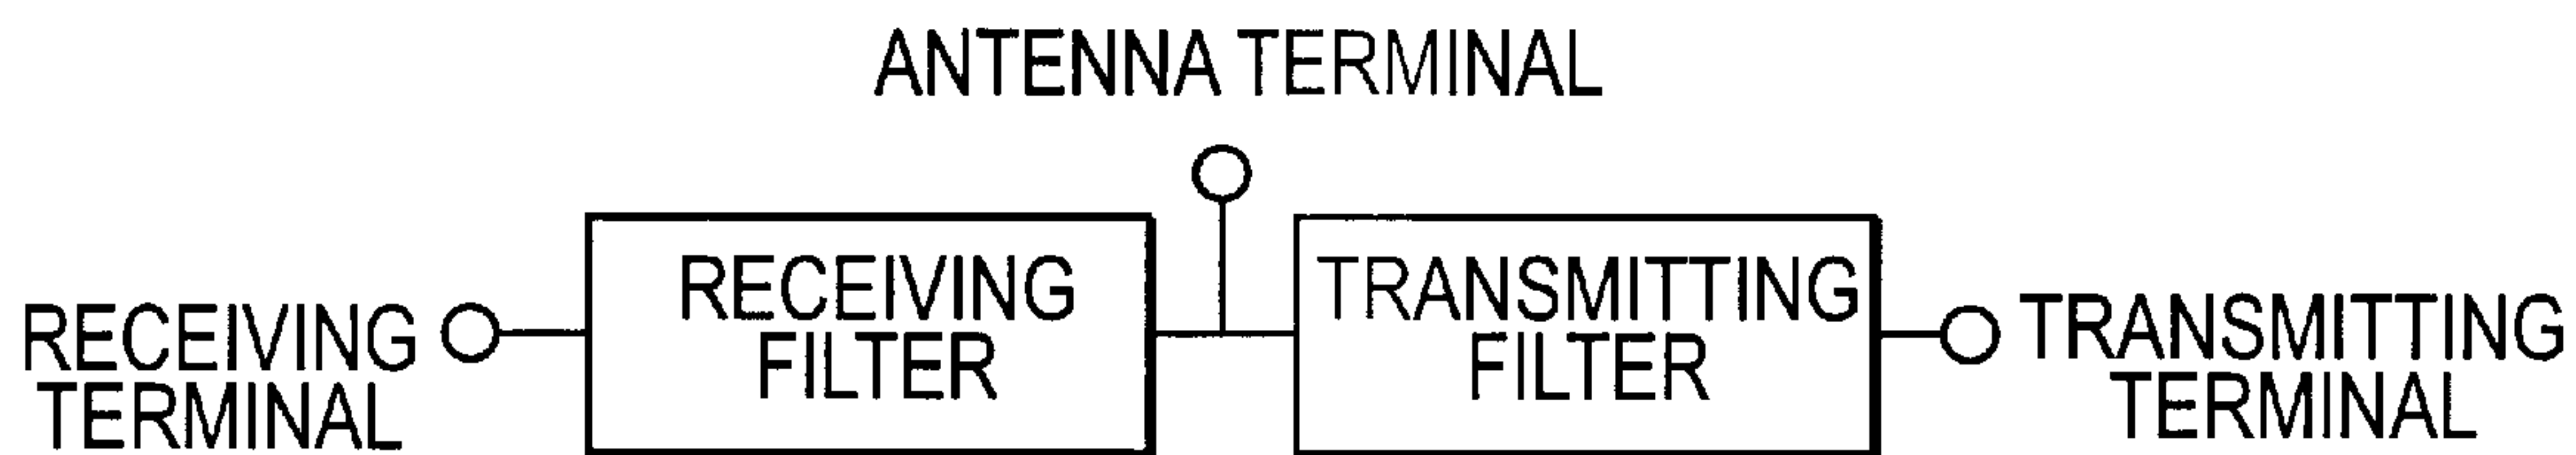 ANTENNA TERMINAL
RECEIVING
TERMINAL
RECEIVING
FILTER
TRANSMITTING
FILTER
TRANSMITTING
TERMINAL